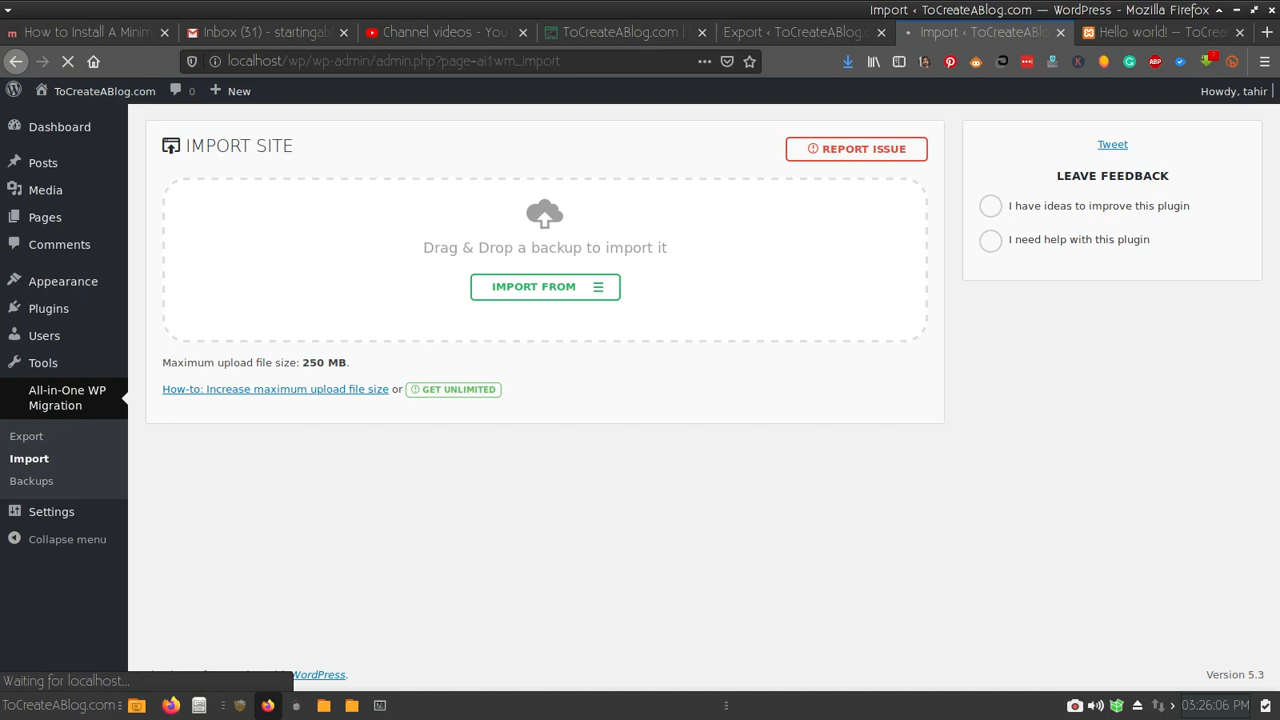 Import ‹ ToCreateABlog.com — WordPress - Mozilla Firefox
How to Install A Minim
Inbox (31) - startingab
Channel videos - You
ToCreateABlog.com |
Export ‹ ToCreateABlog.c
Import ‹ ToCreateABlo
Hello world! — ToCrea
localhost/wp/wp-admin/admin.php?page=ai1wm_import
ABP
ToCreateABlog.com
0
New
Howdy, tahir
Dashboard
Posts
Media
Pages
Comments
Appearance
Plugins
Users
Tools
All-in-One WP
Migration
Export
Import
Backups
Settings
Collapse menu
IMPORT SITE
REPORT ISSUE
Drag & Drop a backup to import it
IMPORT FROM
Maximum upload file size: 250 MB.
How-to: Increase maximum upload file size or GET UNLIMITED
Tweet
LEAVE FEEDBACK
I have ideas to improve this plugin
I need help with this plugin
WordPress.
Version 5.3
Waiting for localhost...
ToCreateABlog.com
03:26:06 PM